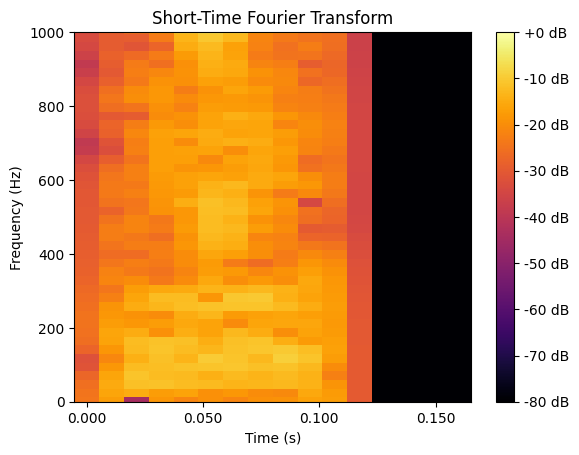 Short-Time Fourier Transform
1000
800
600
400
200
0
Frequency (Hz)
0.000
0.050
0.100
0.150
Time (s)
+0 dB
-10 dB
-20 dB
-30 dB
-40 dB
-50 dB
-60 dB
-70 dB
-80 dB